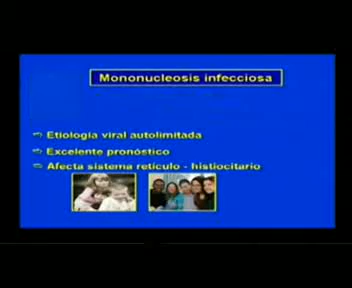 Mononucleosis infecciosa
Etiología viral autolimitada
Excelente pronóstico
Afecta sistema retículo - histiocitario